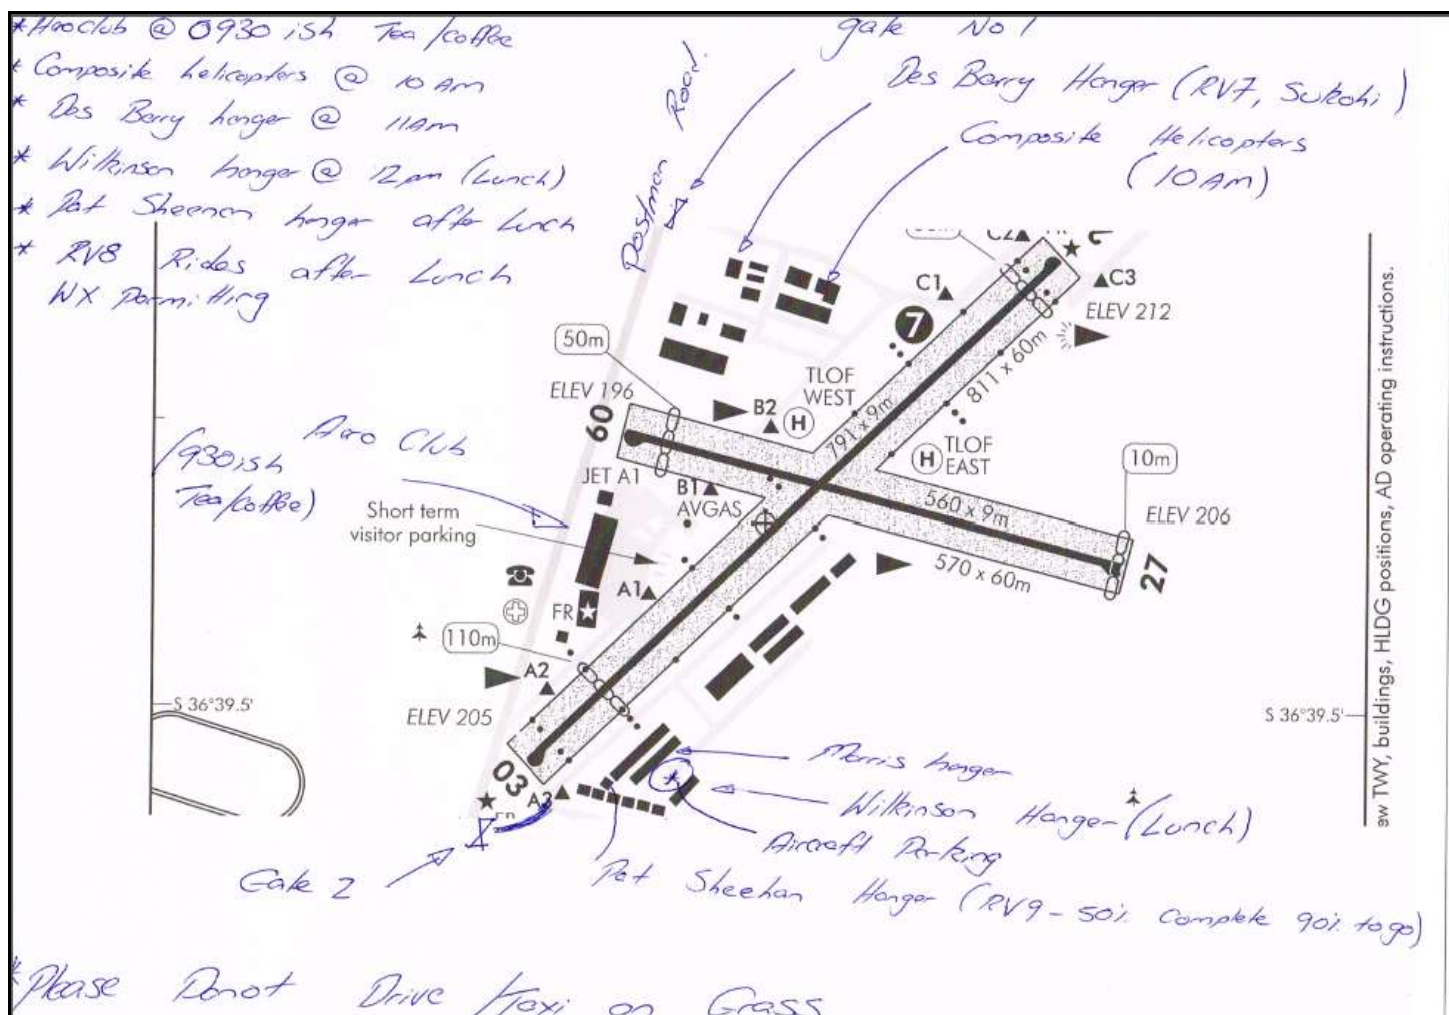 *Aeoclub @ 0930 ish Tea/coffee
* Composite helicopters @ 10 AM
* Des Barry hanger @ 11AM
* Wilkinson hanger @ 12pm (Lunch)
* Pat Sheenan hanger after Lunch
* RV8 Rides after Lunch
WX Permitting
gate No 1
Des Barry Hanger (RV7, Sukohi)
Composite Helicopters
(10AM)
Postman Road.
C2
C1
C3
ELEV 212
7
50m
ELEV 196
09
TLOF
WEST
B2
H
791 x 9m
811 x 60m
H
TLOF
EAST
10m
Aero Club
(930ish
Tea/coffee)
JET A1
B1
AVGAS
560 x 9m
ELEV 206
Short term
visitor parking
570 x 60m
27
A1
FR
110m
A2
S 36°39.5'
ELEV 205
S 36°39.5'
03
A3
Morris hanger
Wilkinson Hanger (Lunch)
Aircraft Parking
Gate 2
Pat Sheehan Hanger (RV9-50% Complete 90% to go)
*Please Donot Drive/taxi on Grass
ew TWY, buildings, HLDG positions, AD operating instructions.